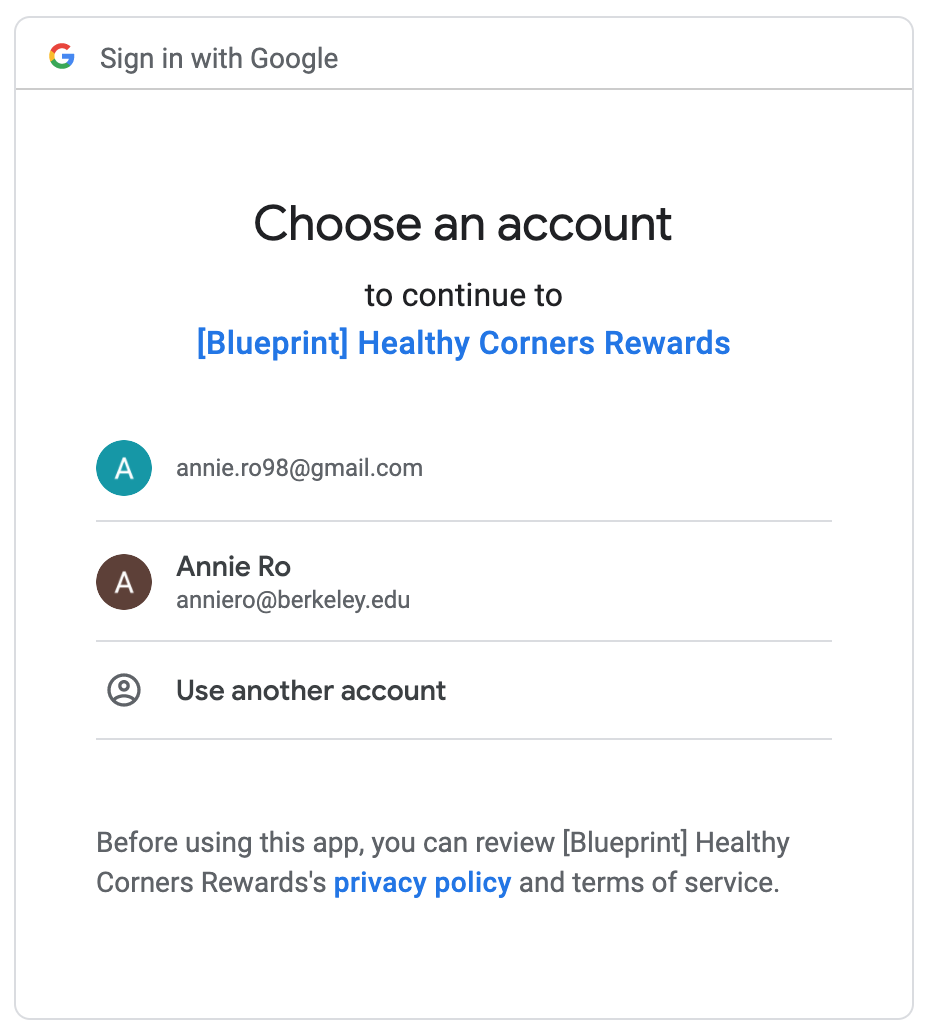 Sign in with Google
Choose an account
to continue to
[Blueprint] Healthy Corners Rewards
A
annie.ro98@gmail.com
A
Annie Ro
anniero@berkeley.edu
Use another account
Before using this app, you can review [Blueprint] Healthy
Corners Rewards's privacy policy and terms of service.